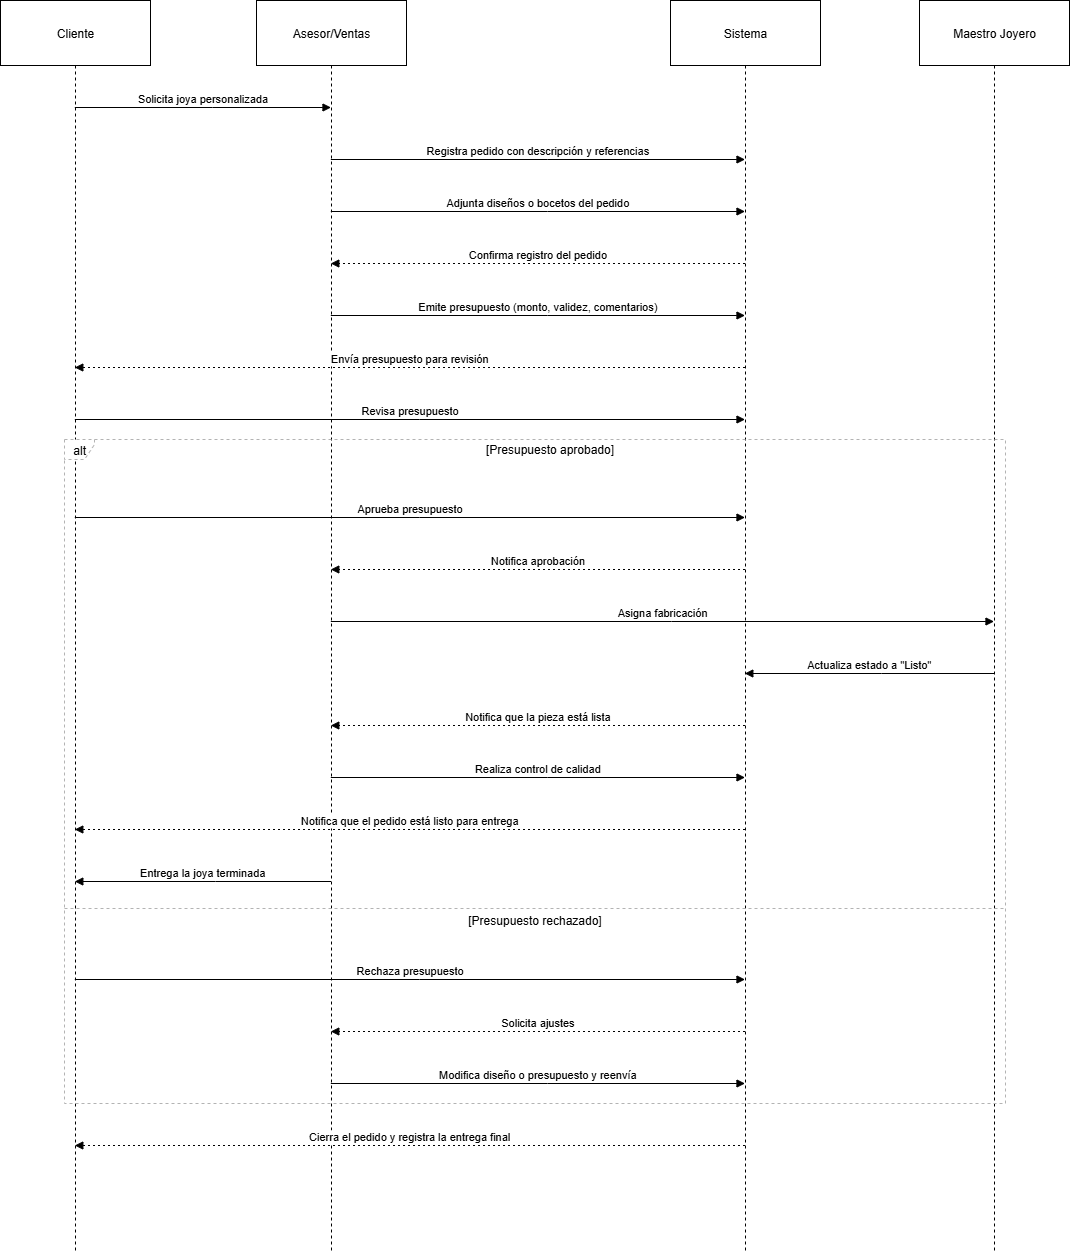 Cliente
Asesor/Ventas
Sistema
Maestro Joyero
Solicita joya personalizada
Registra pedido con descripción y referencias
Adjunta diseños o bocetos del pedido
Confirma registro del pedido
Emite presupuesto (monto, validez, comentarios)
Envía presupuesto para revisión
Revisa presupuesto
alt
[Presupuesto aprobado]
Aprueba presupuesto
Notifica aprobación
Asigna fabricación
Actualiza estado a "Listo"
Notifica que la pieza está lista
Realiza control de calidad
Notifica que el pedido está listo para entrega
Entrega la joya terminada
[Presupuesto rechazado]
Rechaza presupuesto
Solicita ajustes
Modifica diseño o presupuesto y reenvía
Cierra el pedido y registra la entrega final